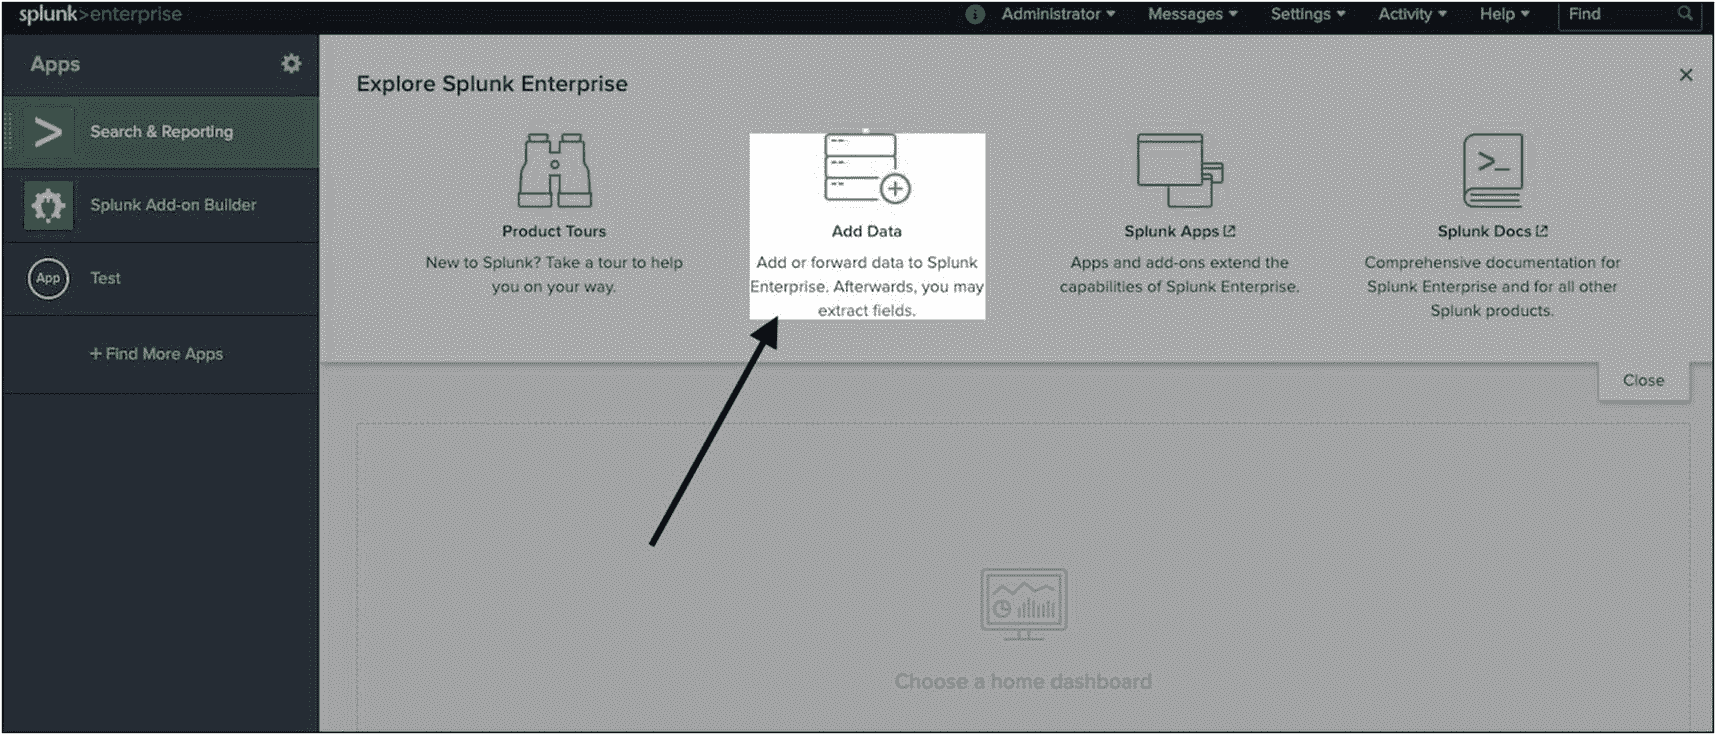 splunk>enterprise
i Administrator Messages Settings Activity Help Find
Apps
Search & Reporting
Splunk Add-on Builder
App Test
+ Find More Apps
Explore Splunk Enterprise
Product Tours
New to Splunk? Take a tour to help
you on your way.
Add Data
Add or forward data to Splunk
Enterprise. Afterwards, you may
extract fields.
Splunk Apps
Apps and add-ons extend the
capabilities of Splunk Enterprise.
Splunk Docs
Comprehensive documentation for
Splunk Enterprise and for all other
Splunk products.
Close
Choose a home dashboard